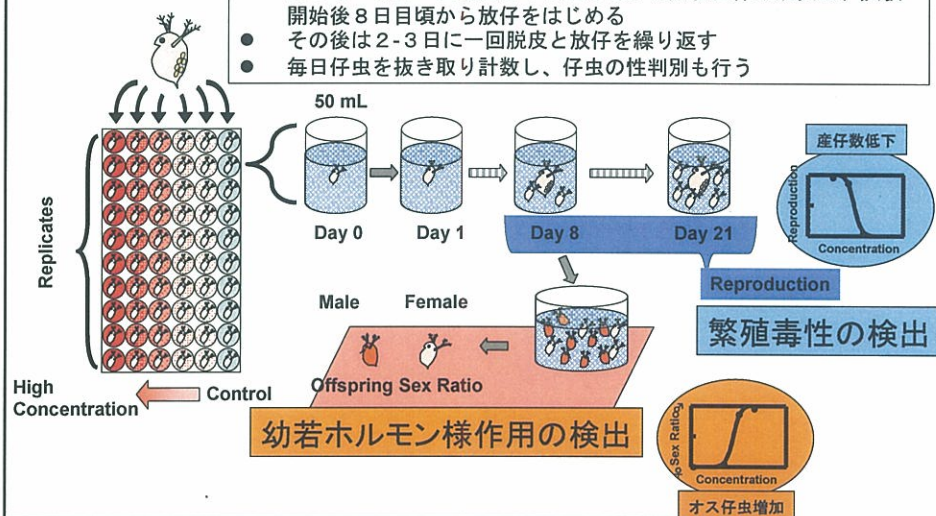 開始後8日目頃から放仔をはじめる
● その後は2-3日に一回脱皮と放仔を繰り返す
● 毎日仔虫を抜き取り計数し、仔虫の性判別も行う
50 mL
Day 0
Day 1
Day 8
Day 21
Replicates
産仔数低下
Reproduction
Concentration
Reproduction
繁殖毒性の検出
Male
Female
Offspring Sex Ratio
High
Concentration
Control
幼若ホルモン様作用の検出
Sex Ratio
Concentration
オス仔虫増加